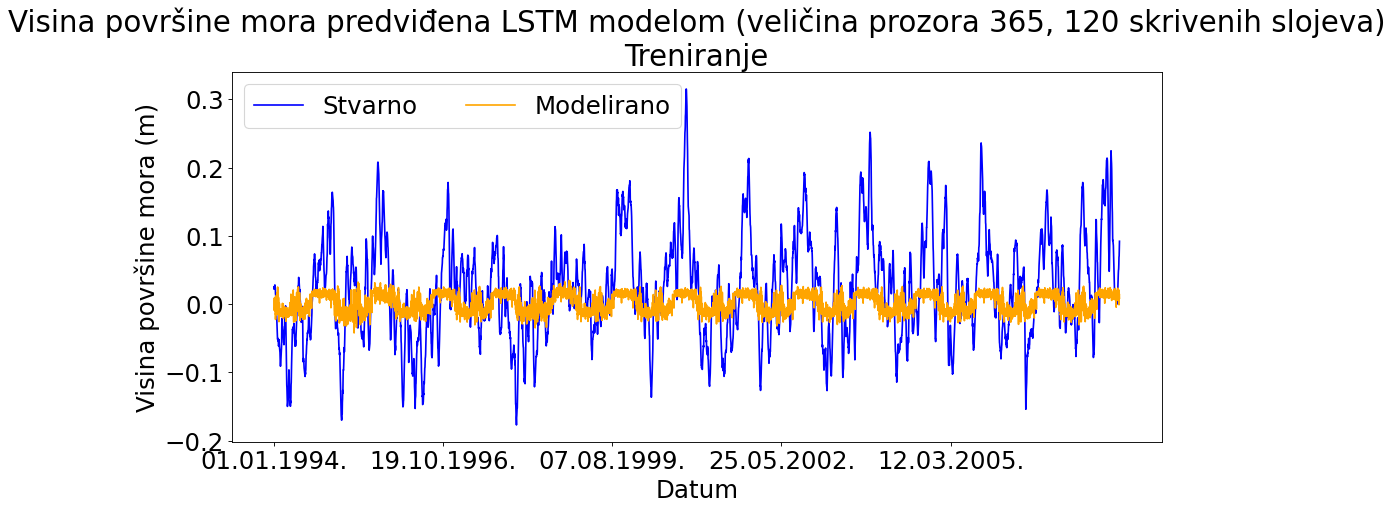 Visina površine mora predviđena LSTM modelom (veličina prozora 365, 120 skrivenih slojeva)
Treniranje
Stvarno Modelirano
Visina površine mora (m)
0.3
0.2
0.1
0.0
−0.1
−0.2
01.01.1994. 19.10.1996. 07.08.1999. 25.05.2002. 12.03.2005.
Datum